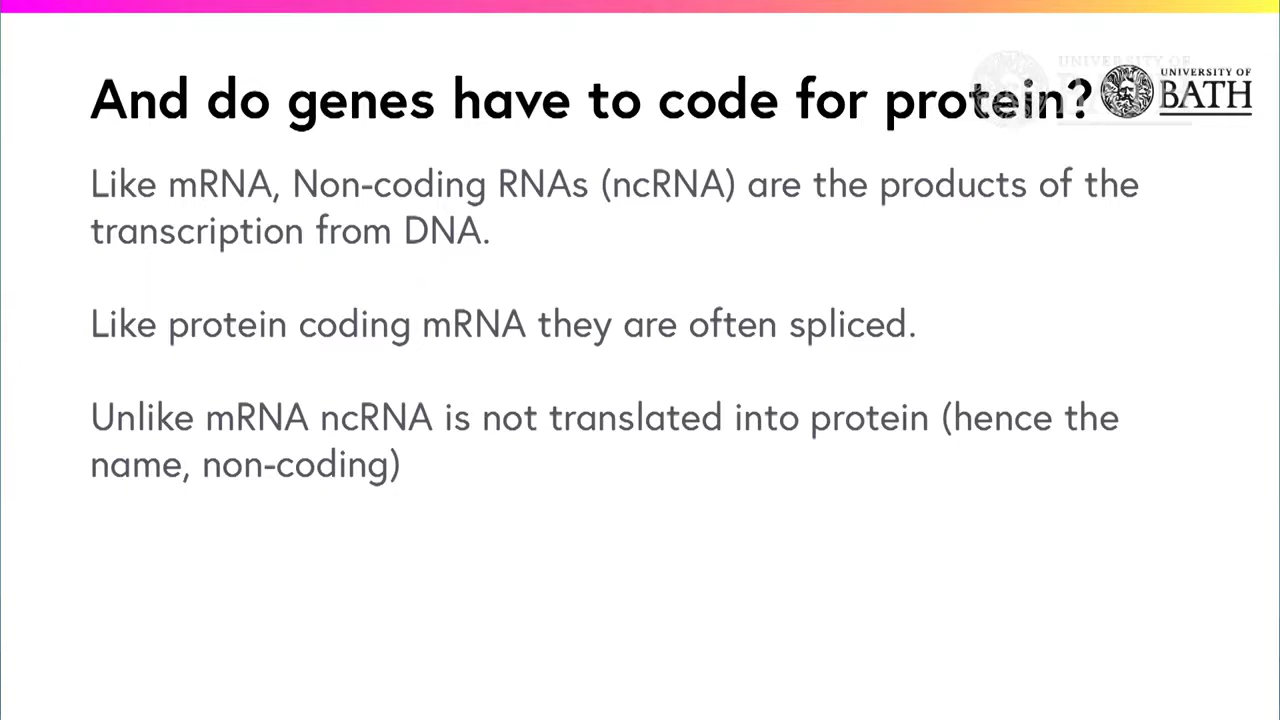 And do genes have to code for protein?
UNIVERSITY OF
BATH
Like mRNA, Non-coding RNAs (ncRNA) are the products of the
transcription from DNA.
Like protein coding mRNA they are often spliced.
Unlike mRNA ncRNA is not translated into protein (hence the
name, non-coding)